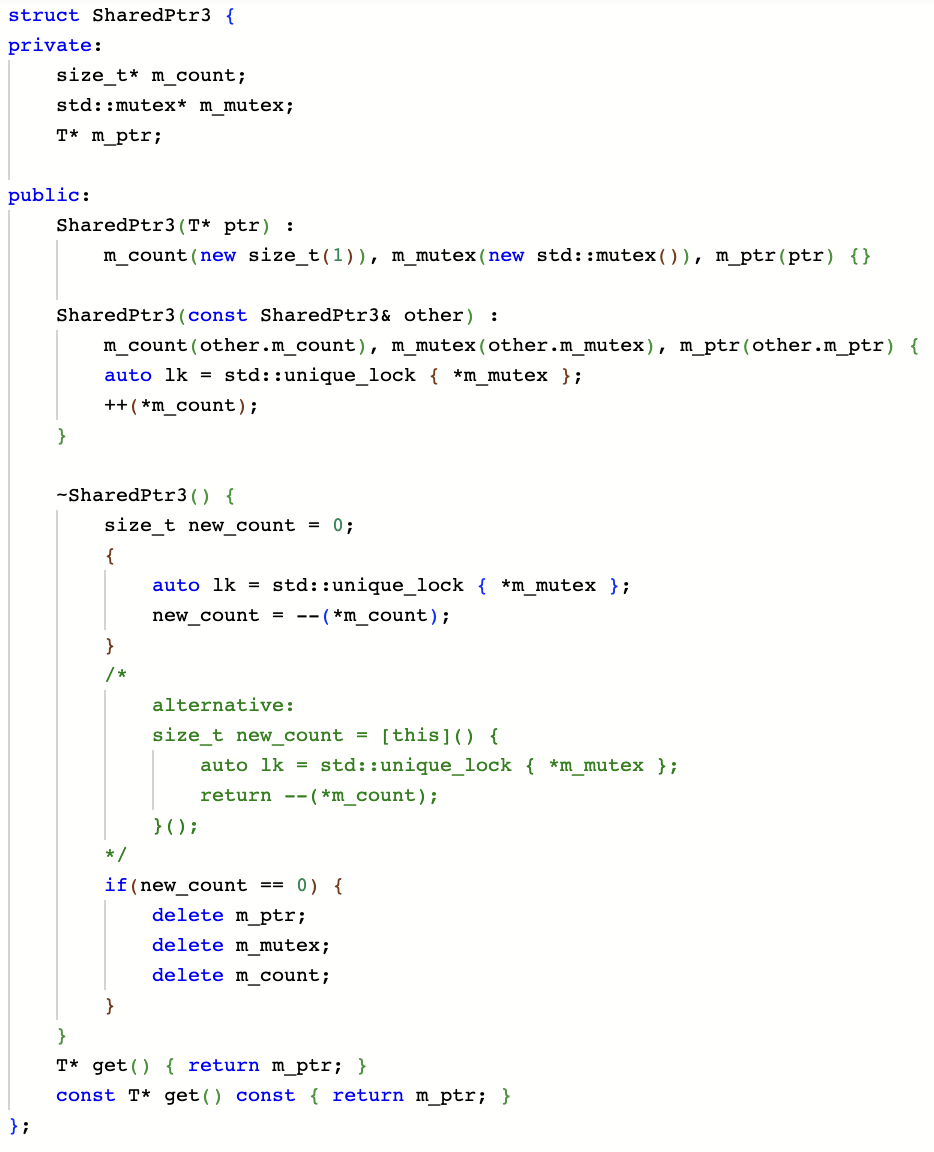 struct SharedPtr3 {
private:
    size_t* m_count;
    std::mutex* m_mutex;
    T* m_ptr;

public:
    SharedPtr3(T* ptr) :
        m_count(new size_t(1)), m_mutex(new std::mutex()), m_ptr(ptr) {}

    SharedPtr3(const SharedPtr3& other) :
        m_count(other.m_count), m_mutex(other.m_mutex), m_ptr(other.m_ptr) {
        auto lk = std::unique_lock { *m_mutex };
        ++(*m_count);
    }

    ~SharedPtr3() {
        size_t new_count = 0;
        {
            auto lk = std::unique_lock { *m_mutex };
            new_count = --(*m_count);
        }
        /*
            alternative:
            size_t new_count = [this]() {
                auto lk = std::unique_lock { *m_mutex };
                return --(*m_count);
            }();
        */
        if(new_count == 0) {
            delete m_ptr;
            delete m_mutex;
            delete m_count;
        }
    }
    T* get() { return m_ptr; }
    const T* get() const { return m_ptr; }
};